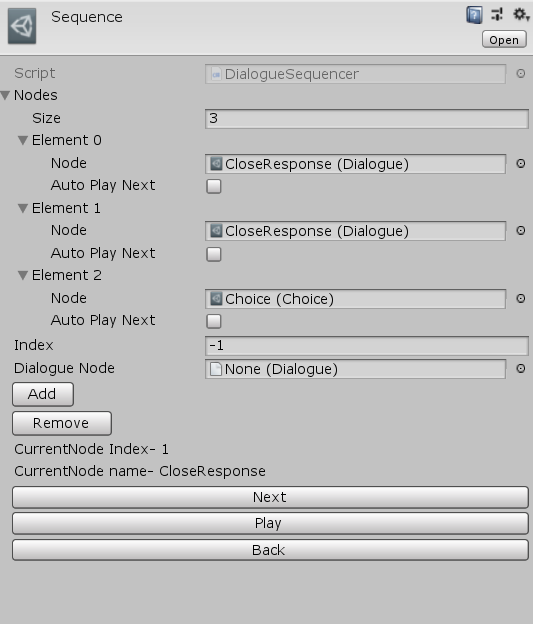 Sequence
Open
Script DialogueSequencer
Nodes
Size 3
Element 0
Node CloseResponse (Dialogue)
Auto Play Next
Element 1
Node CloseResponse (Dialogue)
Auto Play Next
Element 2
Node Choice (Choice)
Auto Play Next
Index -1
Dialogue Node None (Dialogue)
Add
Remove
CurrentNode Index- 1
CurrentNode name- CloseResponse
Next
Play
Back